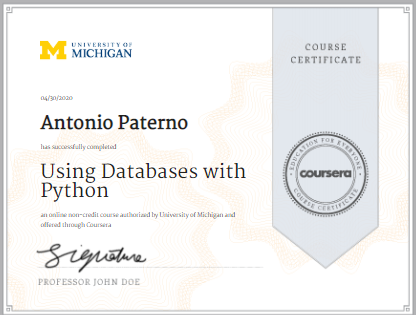 UNIVERSITY OF
MICHIGAN
COURSE
CERTIFICATE
04/30/2020
Antonio Paterno
has successfully completed
Using Databases with
Python
an online non-credit course authorized by University of Michigan and
offered through Coursera
EDUCATION FOR EVERYONE
coursera
COURSE CERTIFICATE
Signature
PROFESSOR JOHN DOE